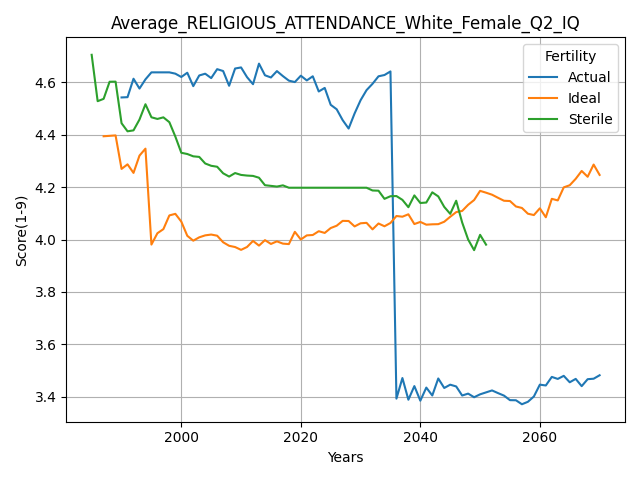 Average_RELIGIOUS_ATTENDANCE_White_Female_Q2_IQ
Fertility
Actual
Ideal
Sterile
Score(1-9)
4.6
4.4
4.2
4.0
3.8
3.6
3.4
2000
2020
2040
2060
Years